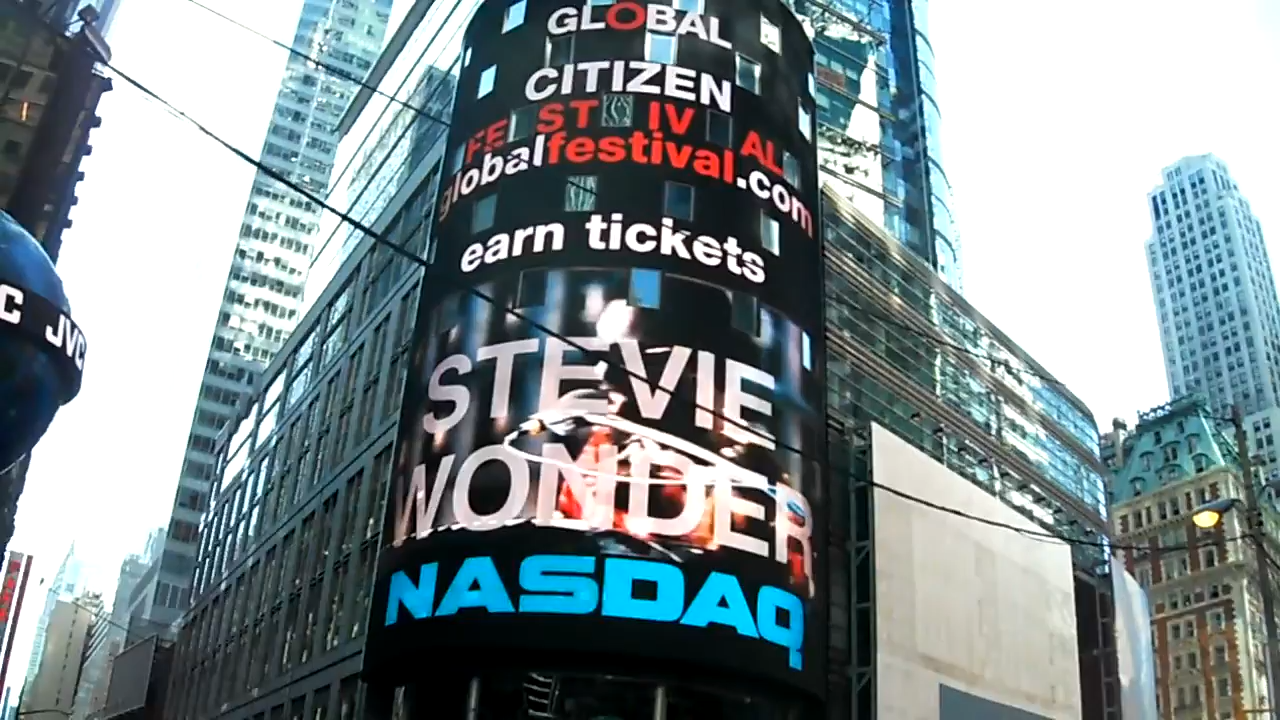 GLOBAL
CITIZEN
FESTIVAL
globalfestival.com
earn tickets
STEVIE
WONDER
NASDAQ
C JVC